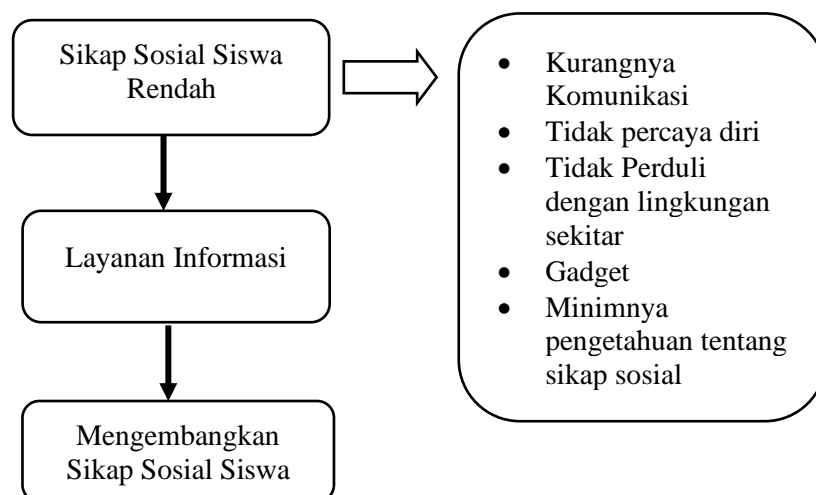 Sikap Sosial Siswa
Rendah
• Kurangnya
Komunikasi
• Tidak percaya diri
• Tidak Perduli
dengan lingkungan
sekitar
• Gadget
• Minimnya
pengetahuan tentang
sikap sosial
Layanan Informasi
Mengembangkan
Sikap Sosial Siswa